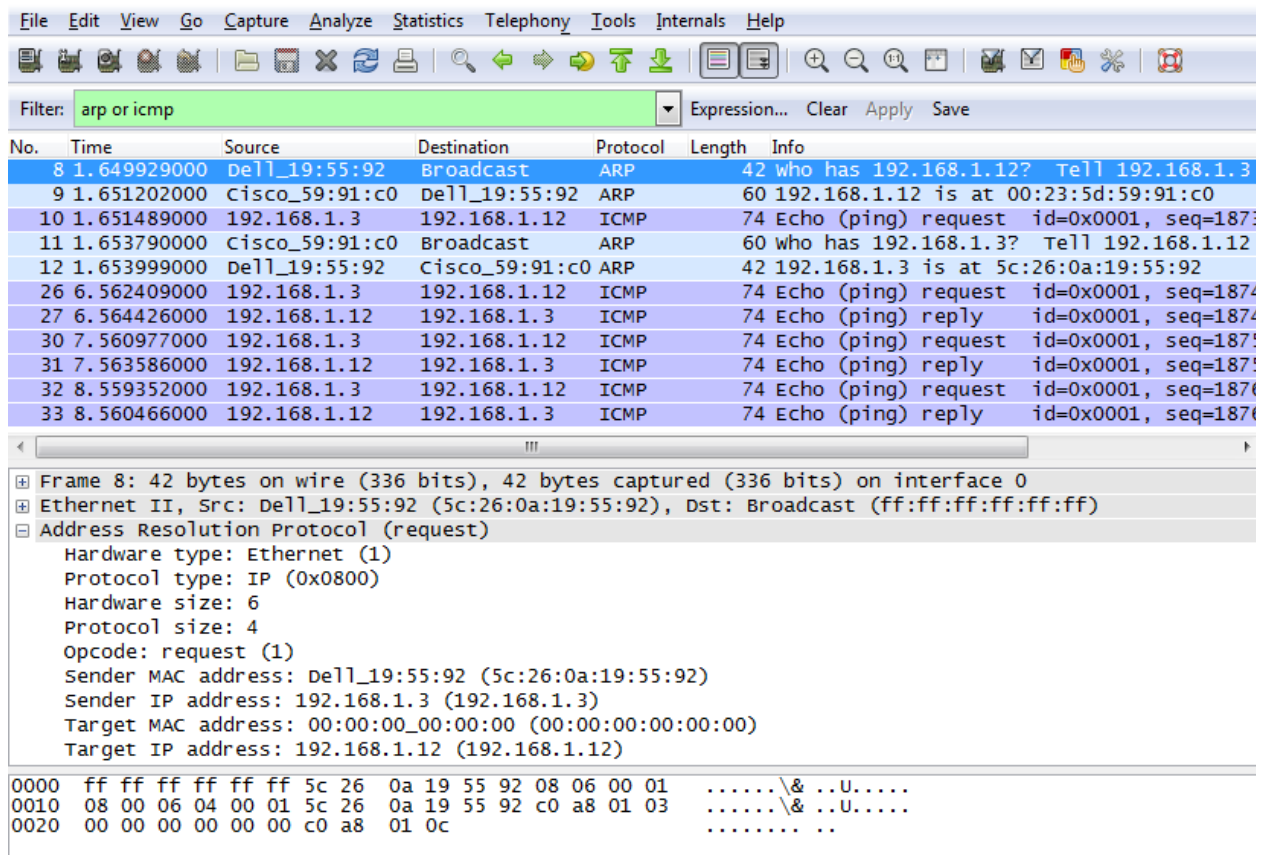 File Edit View Go Capture Analyze Statistics Telephony Tools Internals Help
Filter: arp or icmp Expression... Clear Apply Save
No. Time Source Destination Protocol Length Info
8 1.649929000 Dell_19:55:92 Broadcast ARP 42 Who has 192.168.1.12? Tell 192.168.1.3
9 1.651202000 Cisco_59:91:c0 Dell_19:55:92 ARP 60 192.168.1.12 is at 00:23:5d:59:91:c0
10 1.651489000 192.168.1.3 192.168.1.12 ICMP 74 Echo (ping) request id=0x0001, seq=1873
11 1.653790000 Cisco_59:91:c0 Broadcast ARP 60 Who has 192.168.1.3? Tell 192.168.1.12
12 1.653999000 Dell_19:55:92 Cisco_59:91:c0 ARP 42 192.168.1.3 is at 5c:26:0a:19:55:92
26 6.562409000 192.168.1.3 192.168.1.12 ICMP 74 Echo (ping) request id=0x0001, seq=1874
27 6.564426000 192.168.1.12 192.168.1.3 ICMP 74 Echo (ping) reply id=0x0001, seq=1874
30 7.560977000 192.168.1.3 192.168.1.12 ICMP 74 Echo (ping) request id=0x0001, seq=1875
31 7.563586000 192.168.1.12 192.168.1.3 ICMP 74 Echo (ping) reply id=0x0001, seq=1875
32 8.559352000 192.168.1.3 192.168.1.12 ICMP 74 Echo (ping) request id=0x0001, seq=1876
33 8.560466000 192.168.1.12 192.168.1.3 ICMP 74 Echo (ping) reply id=0x0001, seq=1876
Frame 8: 42 bytes on wire (336 bits), 42 bytes captured (336 bits) on interface 0
Ethernet II, Src: Dell_19:55:92 (5c:26:0a:19:55:92), Dst: Broadcast (ff:ff:ff:ff:ff:ff)
Address Resolution Protocol (request)
Hardware type: Ethernet (1)
Protocol type: IP (0x0800)
Hardware size: 6
Protocol size: 4
Opcode: request (1)
Sender MAC address: Dell_19:55:92 (5c:26:0a:19:55:92)
Sender IP address: 192.168.1.3 (192.168.1.3)
Target MAC address: 00:00:00_00:00:00 (00:00:00:00:00:00)
Target IP address: 192.168.1.12 (192.168.1.12)
0000 ff ff ff ff ff ff 5c 26 0a 19 55 92 08 06 00 01 ......\& ..U.....
0010 08 00 06 04 00 01 5c 26 0a 19 55 92 c0 a8 01 03 ......\& ..U.....
0020 00 00 00 00 00 00 c0 a8 01 0c ........ ..